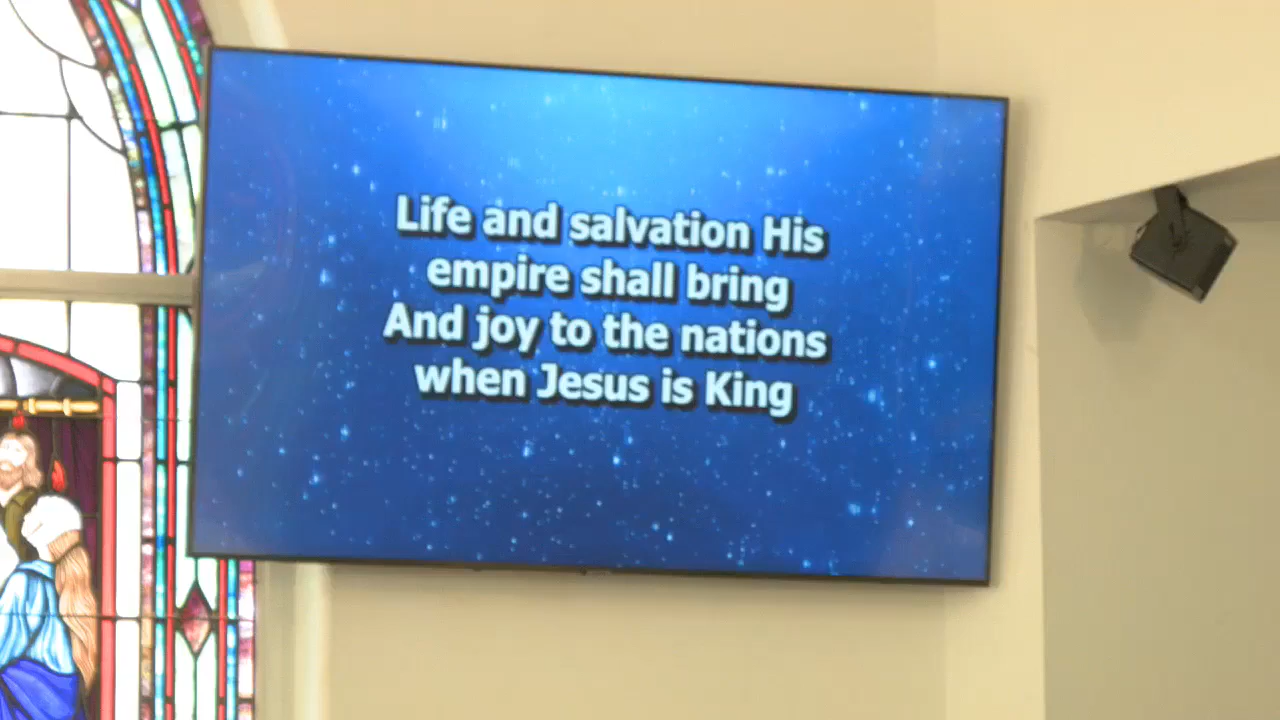 Life and salvation His
empire shall bring
And joy to the nations
when Jesus is King